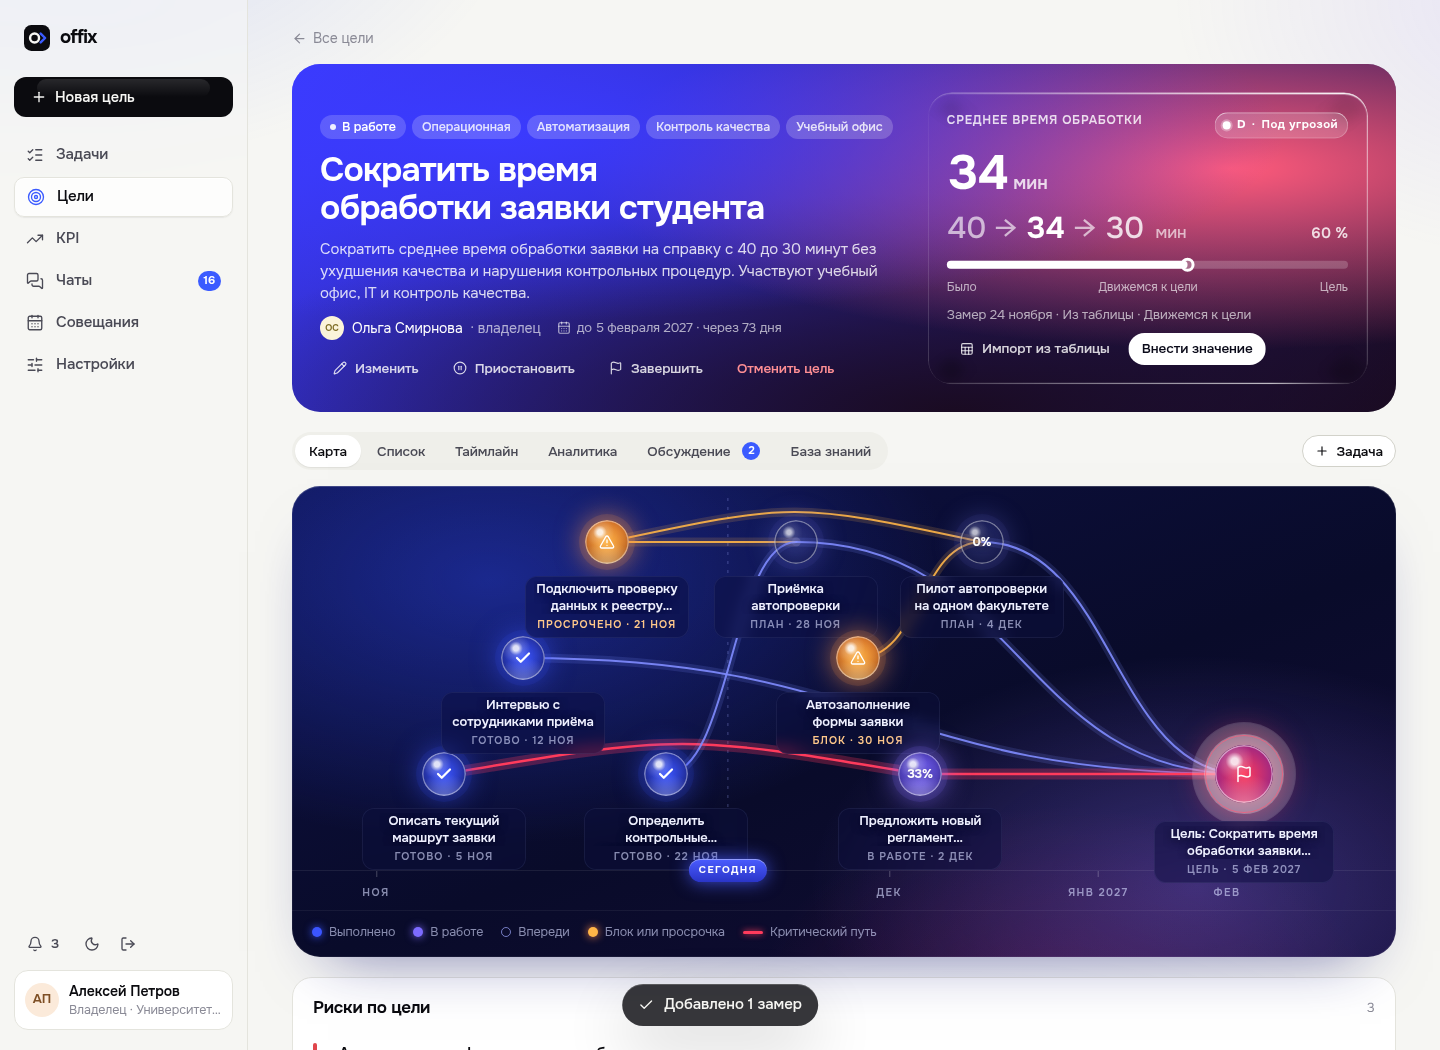 offix
Новая цель
Задачи
Цели
KPI
Чаты
16
Совещания
Настройки
3
АП
Алексей Петров
Владелец · Университет...
Все цели
В работе
Операционная
Автоматизация
Контроль качества
Учебный офис
Сократить время
обработки заявки студента
Сократить среднее время обработки заявки на справку с 40 до 30 минут без
ухудшения качества и нарушения контрольных процедур. Участвуют учебный
офис, IT и контроль качества.
ОС
Ольга Смирнова · владелец
до 5 февраля 2027 · через 73 дня
Изменить
Приостановить
Завершить
Отменить цель
СРЕДНЕЕ ВРЕМЯ ОБРАБОТКИ
D · Под угрозой
34 мин
40 → 34 → 30 мин
60 %
Было
Движемся к цели
Цель
Замер 24 ноября · Из таблицы · Движемся к цели
Импорт из таблицы
Внести значение
Карта
Список
Таймлайн
Аналитика
Обсуждение
2
База знаний
Задача
0%
Подключить проверку
данных к реестру...
ПРОСРОЧЕНО · 21 НОЯ
Приёмка
автопроверки
ПЛАН · 28 НОЯ
Пилот автопроверки
на одном факультете
ПЛАН · 4 ДЕК
Интервью с
сотрудниками приёма
ГОТОВО · 12 НОЯ
Автозаполнение
формы заявки
БЛОК · 30 НОЯ
33%
Описать текущий
маршрут заявки
ГОТОВО · 5 НОЯ
Определить
контрольные...
ГОТОВО · 22 НОЯ
Предложить новый
регламент...
В РАБОТЕ · 2 ДЕК
Цель: Сократить время
обработки заявки...
ЦЕЛЬ · 5 ФЕВ 2027
СЕГОДНЯ
НОЯ
ДЕК
ЯНВ 2027
ФЕВ
Выполнено
В работе
Впереди
Блок или просрочка
Критический путь
Риски по цели
3
Добавлено 1 замер